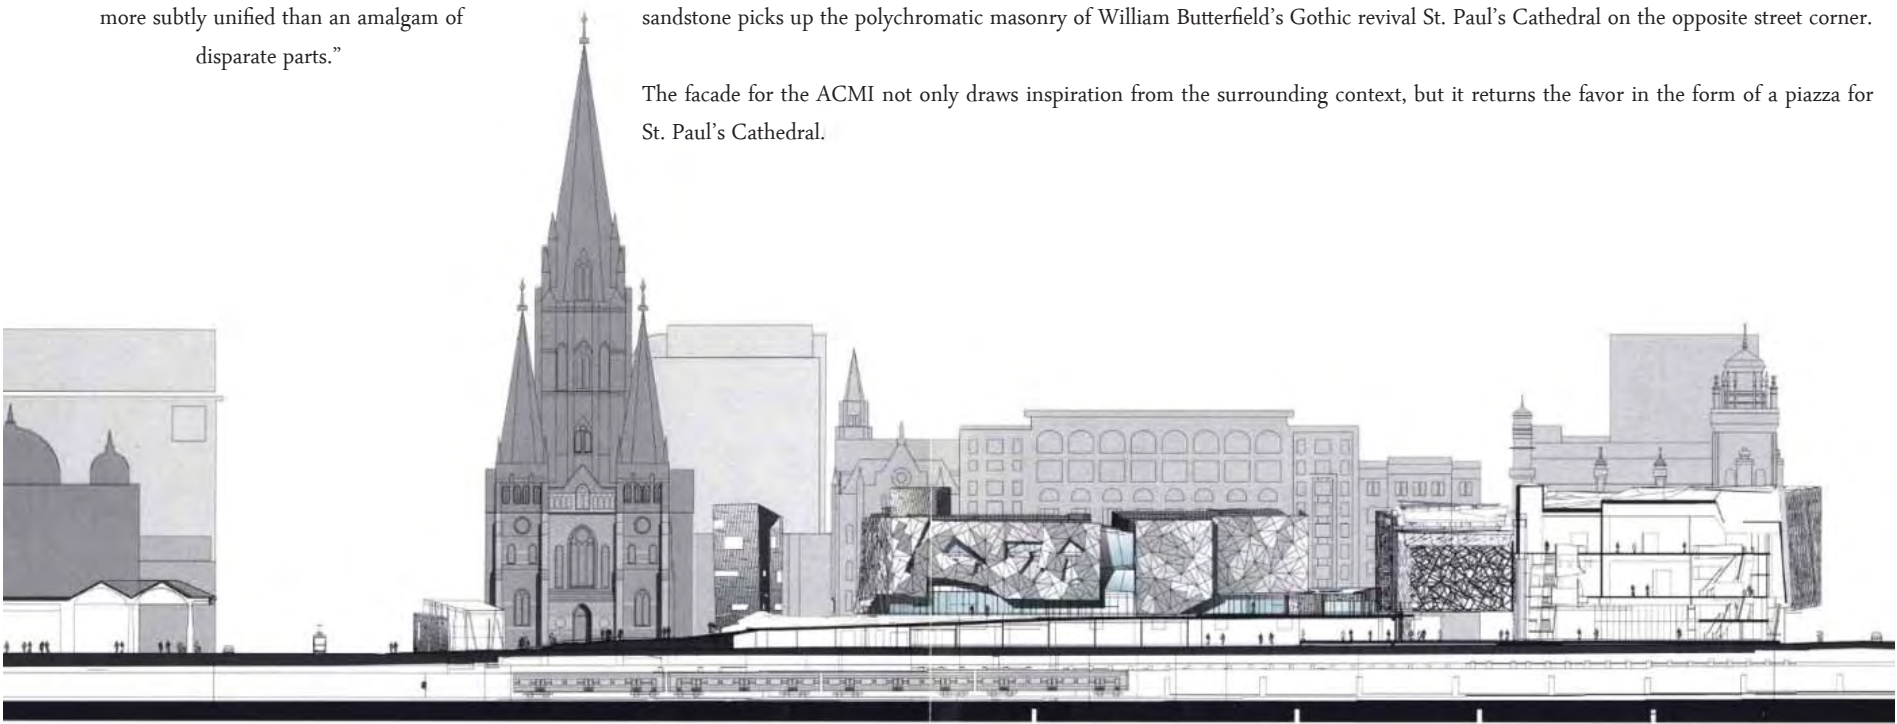 more subtly unified than an amalgam of
disparate parts.”
sandstone picks up the polychromatic masonry of William Butterfield’s Gothic revival St. Paul’s Cathedral on the opposite street corner.
The facade for the ACMI not only draws inspiration from the surrounding context, but it returns the favor in the form of a piazza for
St. Paul’s Cathedral.